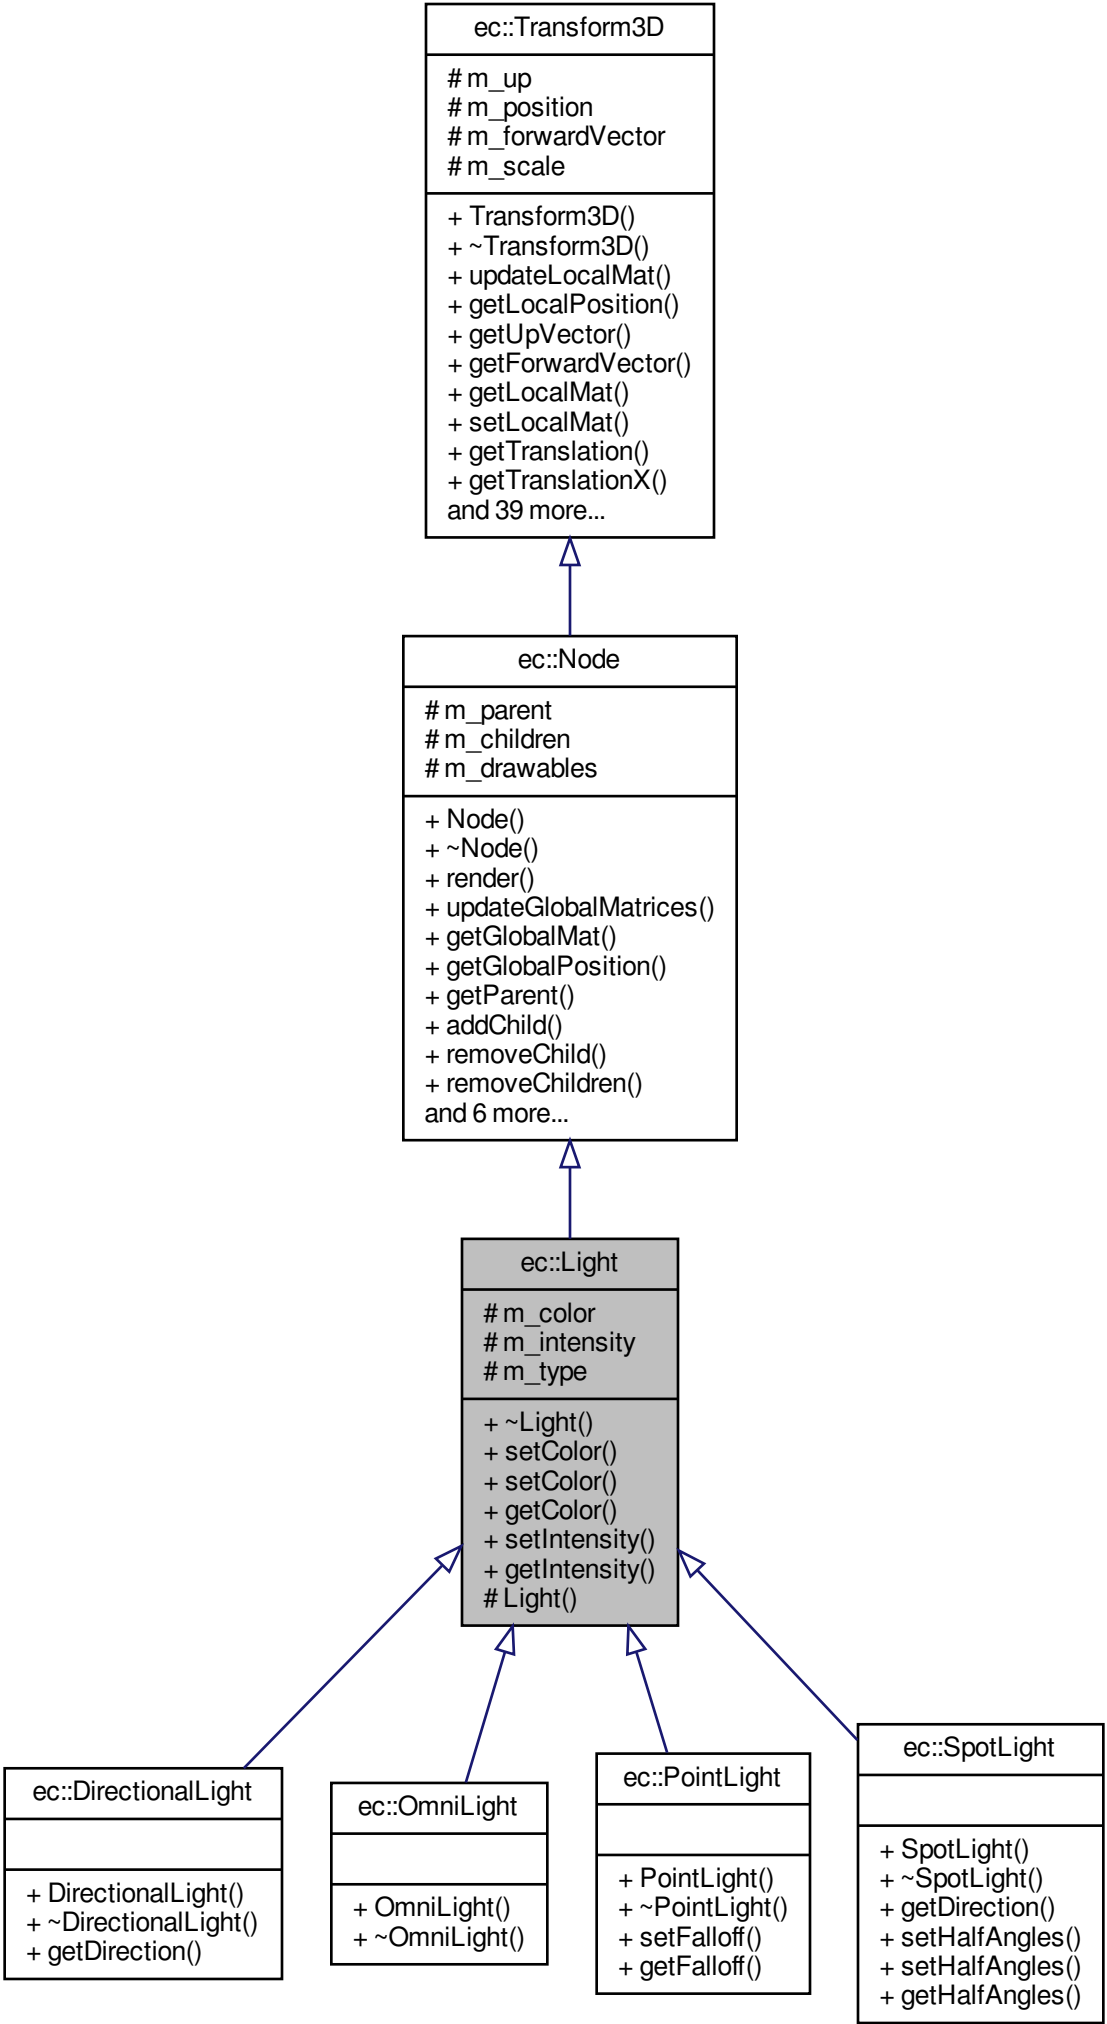 ec::Transform3D
# m_up
# m_position
# m_forwardVector
# m_scale
+ Transform3D()
+ ~Transform3D()
+ updateLocalMat()
+ getLocalPosition()
+ getUpVector()
+ getForwardVector()
+ getLocalMat()
+ setLocalMat()
+ getTranslation()
+ getTranslationX()
and 39 more...
ec::Node
# m_parent
# m_children
# m_drawables
+ Node()
+ ~Node()
+ render()
+ updateGlobalMatrices()
+ getGlobalMat()
+ getGlobalPosition()
+ getParent()
+ addChild()
+ removeChild()
+ removeChildren()
and 6 more...
ec::Light
# m_color
# m_intensity
# m_type
+ ~Light()
+ setColor()
+ setColor()
+ getColor()
+ setIntensity()
+ getIntensity()
# Light()
ec::DirectionalLight
+ DirectionalLight()
+ ~DirectionalLight()
+ getDirection()
ec::OmniLight
+ OmniLight()
+ ~OmniLight()
ec::PointLight
+ PointLight()
+ ~PointLight()
+ setFalloff()
+ getFalloff()
ec::SpotLight
+ SpotLight()
+ ~SpotLight()
+ getDirection()
+ setHalfAngles()
+ setHalfAngles()
+ getHalfAngles()